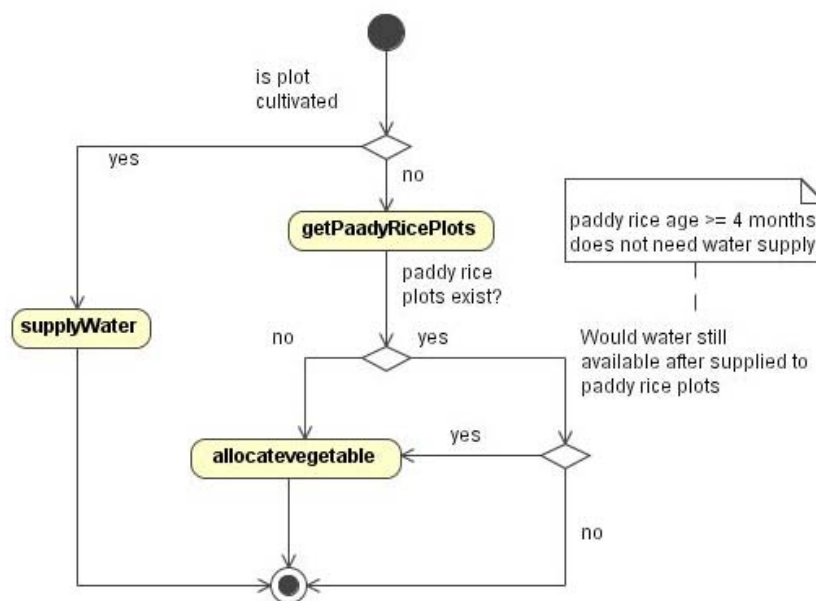 is plot
cultivated
yes
no
getPaadyRicePlots
paddy rice age >= 4 months
does not need water supply
paddy rice
plots exist?
supplyWater
no
yes
Would water still
available after supplied to
paddy rice plots
yes
allocatevegetable
no